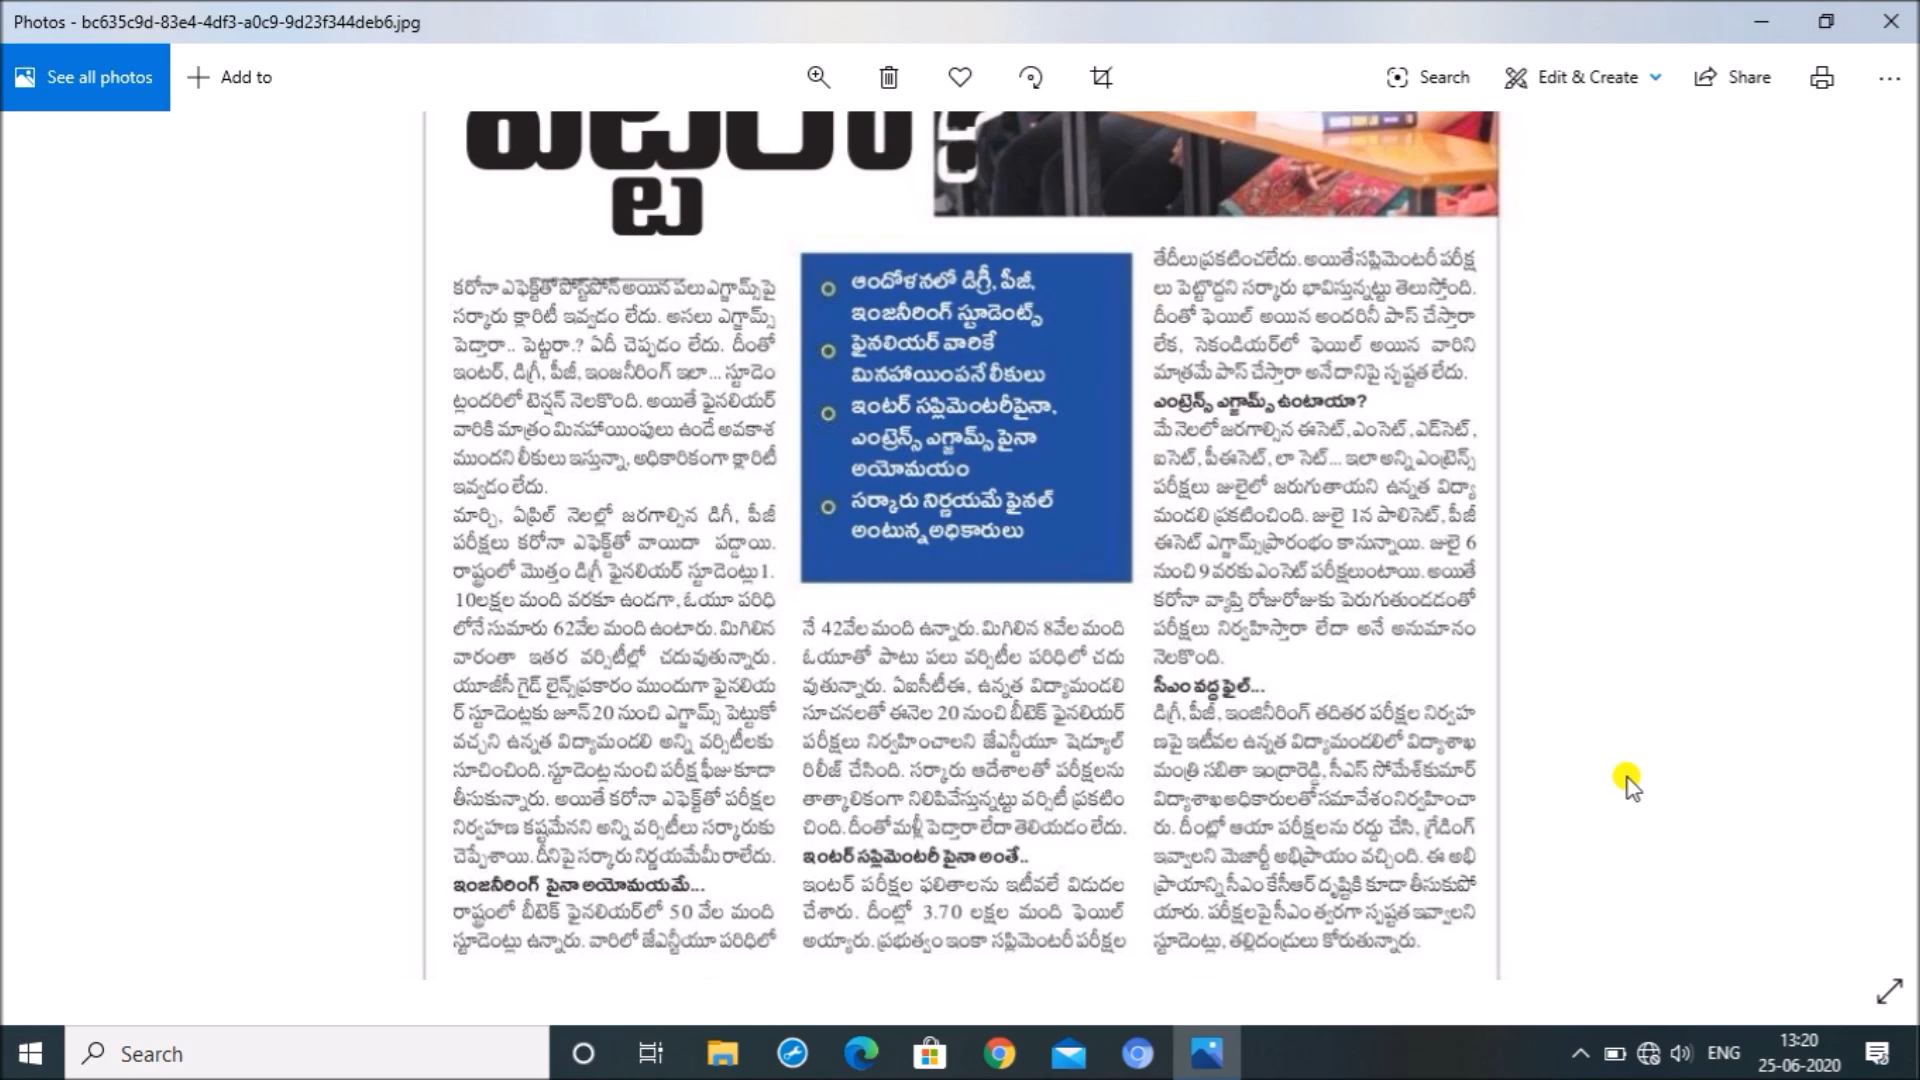 Photos - bc635c9d-83e4-4df3-a0c9-9d23f344deb6.jpg
See all photos
Add to
Search
Edit & Create
Share
కరోనా ఎఫెక్ట్‌తో పోస్ట్‌పోన్ అయిన పలు ఎగ్జామ్స్‌పై
సర్కారు క్లారిటీ ఇవ్వడం లేదు. అసలు ఎగ్జామ్స్
పెడ్తారా.. పెట్టరా.? ఏదీ చెప్పడం లేదు. దీంతో
ఇంటర్, డిగ్రీ, పీజీ, ఇంజనీరింగ్ ఇలా... స్టూడెం
ట్లందరిలో టెన్షన్ నెలకొంది. అయితే ఫైనలియర్
వారికి మాత్రం మినహాయింపులు ఉండే అవకాశ
ముందని లీకులు ఇస్తున్నా, అధికారికంగా క్లారిటీ
ఇవ్వడం లేదు.
మార్చి, ఏప్రిల్ నెలల్లో జరగాల్సిన డిగీ, పీజీ
పరీక్షలు కరోనా ఎఫెక్ట్‌తో వాయిదా పడ్డాయి.
రాష్ట్రంలో మొత్తం డిగ్రీ ఫైనలియర్ స్టూడెంట్లు 1.
10లక్షల మంది వరకూ ఉండగా, ఓయూ పరిధి
లోనే సుమారు 62వేల మంది ఉంటారు. మిగిలిన
వారంతా ఇతర వర్సిటీల్లో చదువుతున్నారు.
యూజీసీ గైడ్ లైన్స్‌ప్రకారం ముందుగా ఫైనలియ
ర్ స్టూడెంట్లకు జూన్ 20 నుంచి ఎగ్జామ్స్ పెట్టుకో
వచ్చని ఉన్నత విద్యామండలి అన్ని వర్సిటీలకు
సూచించింది. స్టూడెంట్ల నుంచి పరీక్ష ఫీజు కూడా
తీసుకున్నారు. అయితే కరోనా ఎఫెక్ట్‌తో పరీక్షల
నిర్వహణ కష్టమేనని అన్ని వర్సిటీలు సర్కారుకు
చెప్పేశాయి. దీనిపై సర్కారు నిర్ణయమేమీ రాలేదు.
ఇంజనీరింగ్ పైనా అయోమయమే...
రాష్ట్రంలో బీటెక్ ఫైనలియర్‌లో 50 వేల మంది
స్టూడెంట్లు ఉన్నారు. వారిలో జేఎన్టీయూ పరిధిలో
ఆందోళనలో డిగ్రీ, పీజీ,
ఇంజనీరింగ్ స్టూడెంట్స్
ఫైనలియర్ వారికే
మినహాయింపనే లీకులు
ఇంటర్ సప్లిమెంటరీపైనా,
ఎంట్రెన్స్ ఎగ్జామ్స్ పైనా
అయోమయం
సర్కారు నిర్ణయమే ఫైనల్
అంటున్న అధికారులు
నే 42వేల మంది ఉన్నారు. మిగిలిన 8వేల మంది
ఓయూతో పాటు పలు వర్సిటీల పరిధిలో చదు
వుతున్నారు. ఏఐసీటీఈ, ఉన్నత విద్యామండలి
సూచనలతో ఈనెల 20 నుంచి బీటెక్ ఫైనలియర్
పరీక్షలు నిర్వహించాలని జేఎన్టీయూ షెడ్యూల్
రిలీజ్ చేసింది. సర్కారు ఆదేశాలతో పరీక్షలను
తాత్కాలికంగా నిలిపివేస్తున్నట్టు వర్సిటీ ప్రకటిం
చింది. దీంతో మళ్లీ పెడ్తారా లేదా తెలియడం లేదు.
ఇంటర్ సప్లిమెంటరీ పైనా అంతే..
ఇంటర్ పరీక్షల ఫలితాలను ఇటీవలే విడుదల
చేశారు. దీంట్లో 3.70 లక్షల మంది ఫెయిల్
అయ్యారు. ప్రభుత్వం ఇంకా సప్లిమెంటరీ పరీక్షల
తేదీలు ప్రకటించలేదు. అయితే సప్లిమెంటరీ పరీక్ష
లు పెట్టొద్దని సర్కారు భావిస్తున్నట్టు తెలుస్తోంది.
దీంతో ఫెయిల్ అయిన అందరినీ పాస్ చేస్తారా
లేక, సెకండియర్‌లో ఫెయిల్ అయిన వారిని
మాత్రమే పాస్ చేస్తారా అనేదానిపై స్పష్టత లేదు.
ఎంట్రెన్స్ ఎగ్జామ్స్ ఉంటాయా?
మే నెలలో జరగాల్సిన ఈసెట్, ఎంసెట్, ఎడ్‌సెట్,
ఐసెట్, పీఈసెట్, లా సెట్... ఇలా అన్ని ఎంట్రెన్స్
పరీక్షలు జులైలో జరుగుతాయని ఉన్నత విద్యా
మండలి ప్రకటించింది. జులై 1న పాలిసెట్, పీజీ
ఈసెట్ ఎగ్జామ్స్‌ప్రారంభం కానున్నాయి. జులై 6
నుంచి 9 వరకు ఎంసెట్ పరీక్షలుంటాయి. అయితే
కరోనా వ్యాప్తి రోజురోజుకు పెరుగుతుండడంతో
పరీక్షలు నిర్వహిస్తారా లేదా అనే అనుమానం
నెలకొంది.
సీఎం వద్ద ఫైల్...
డిగ్రీ, పీజీ, ఇంజినీరింగ్ తదితర పరీక్షల నిర్వహ
ణపై ఇటీవల ఉన్నత విద్యామండలిలో విద్యాశాఖ
మంత్రి సబితా ఇంద్రారెడ్డి, సీఎస్ సోమేశ్‌కుమార్
విద్యాశాఖ అధికారులతో సమావేశం నిర్వహించా
రు. దీంట్లో ఆయా పరీక్షలను రద్దు చేసి, గ్రేడింగ్
ఇవ్వాలని మెజార్టీ అభిప్రాయం వచ్చింది. ఈ అభి
ప్రాయాన్ని సీఎం కేసీఆర్ దృష్టికి కూడా తీసుకుపో
యారు. పరీక్షలపై సీఎం త్వరగా స్పష్టత ఇవ్వాలని
స్టూడెంట్లు, తల్లిదండ్రులు కోరుతున్నారు.
Search
ENG
13:20
25-06-2020